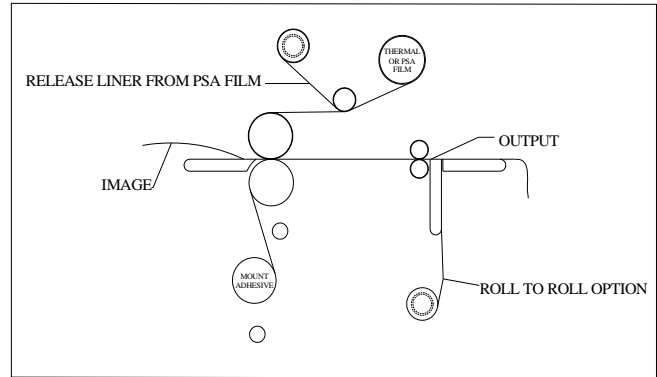 THERMAL
OR PSA
FILM
RELEASE LINER FROM PSA FILM
OUTPUT
IMAGE
MOUNT
ADHESIVE
ROLL TO ROLL OPTION